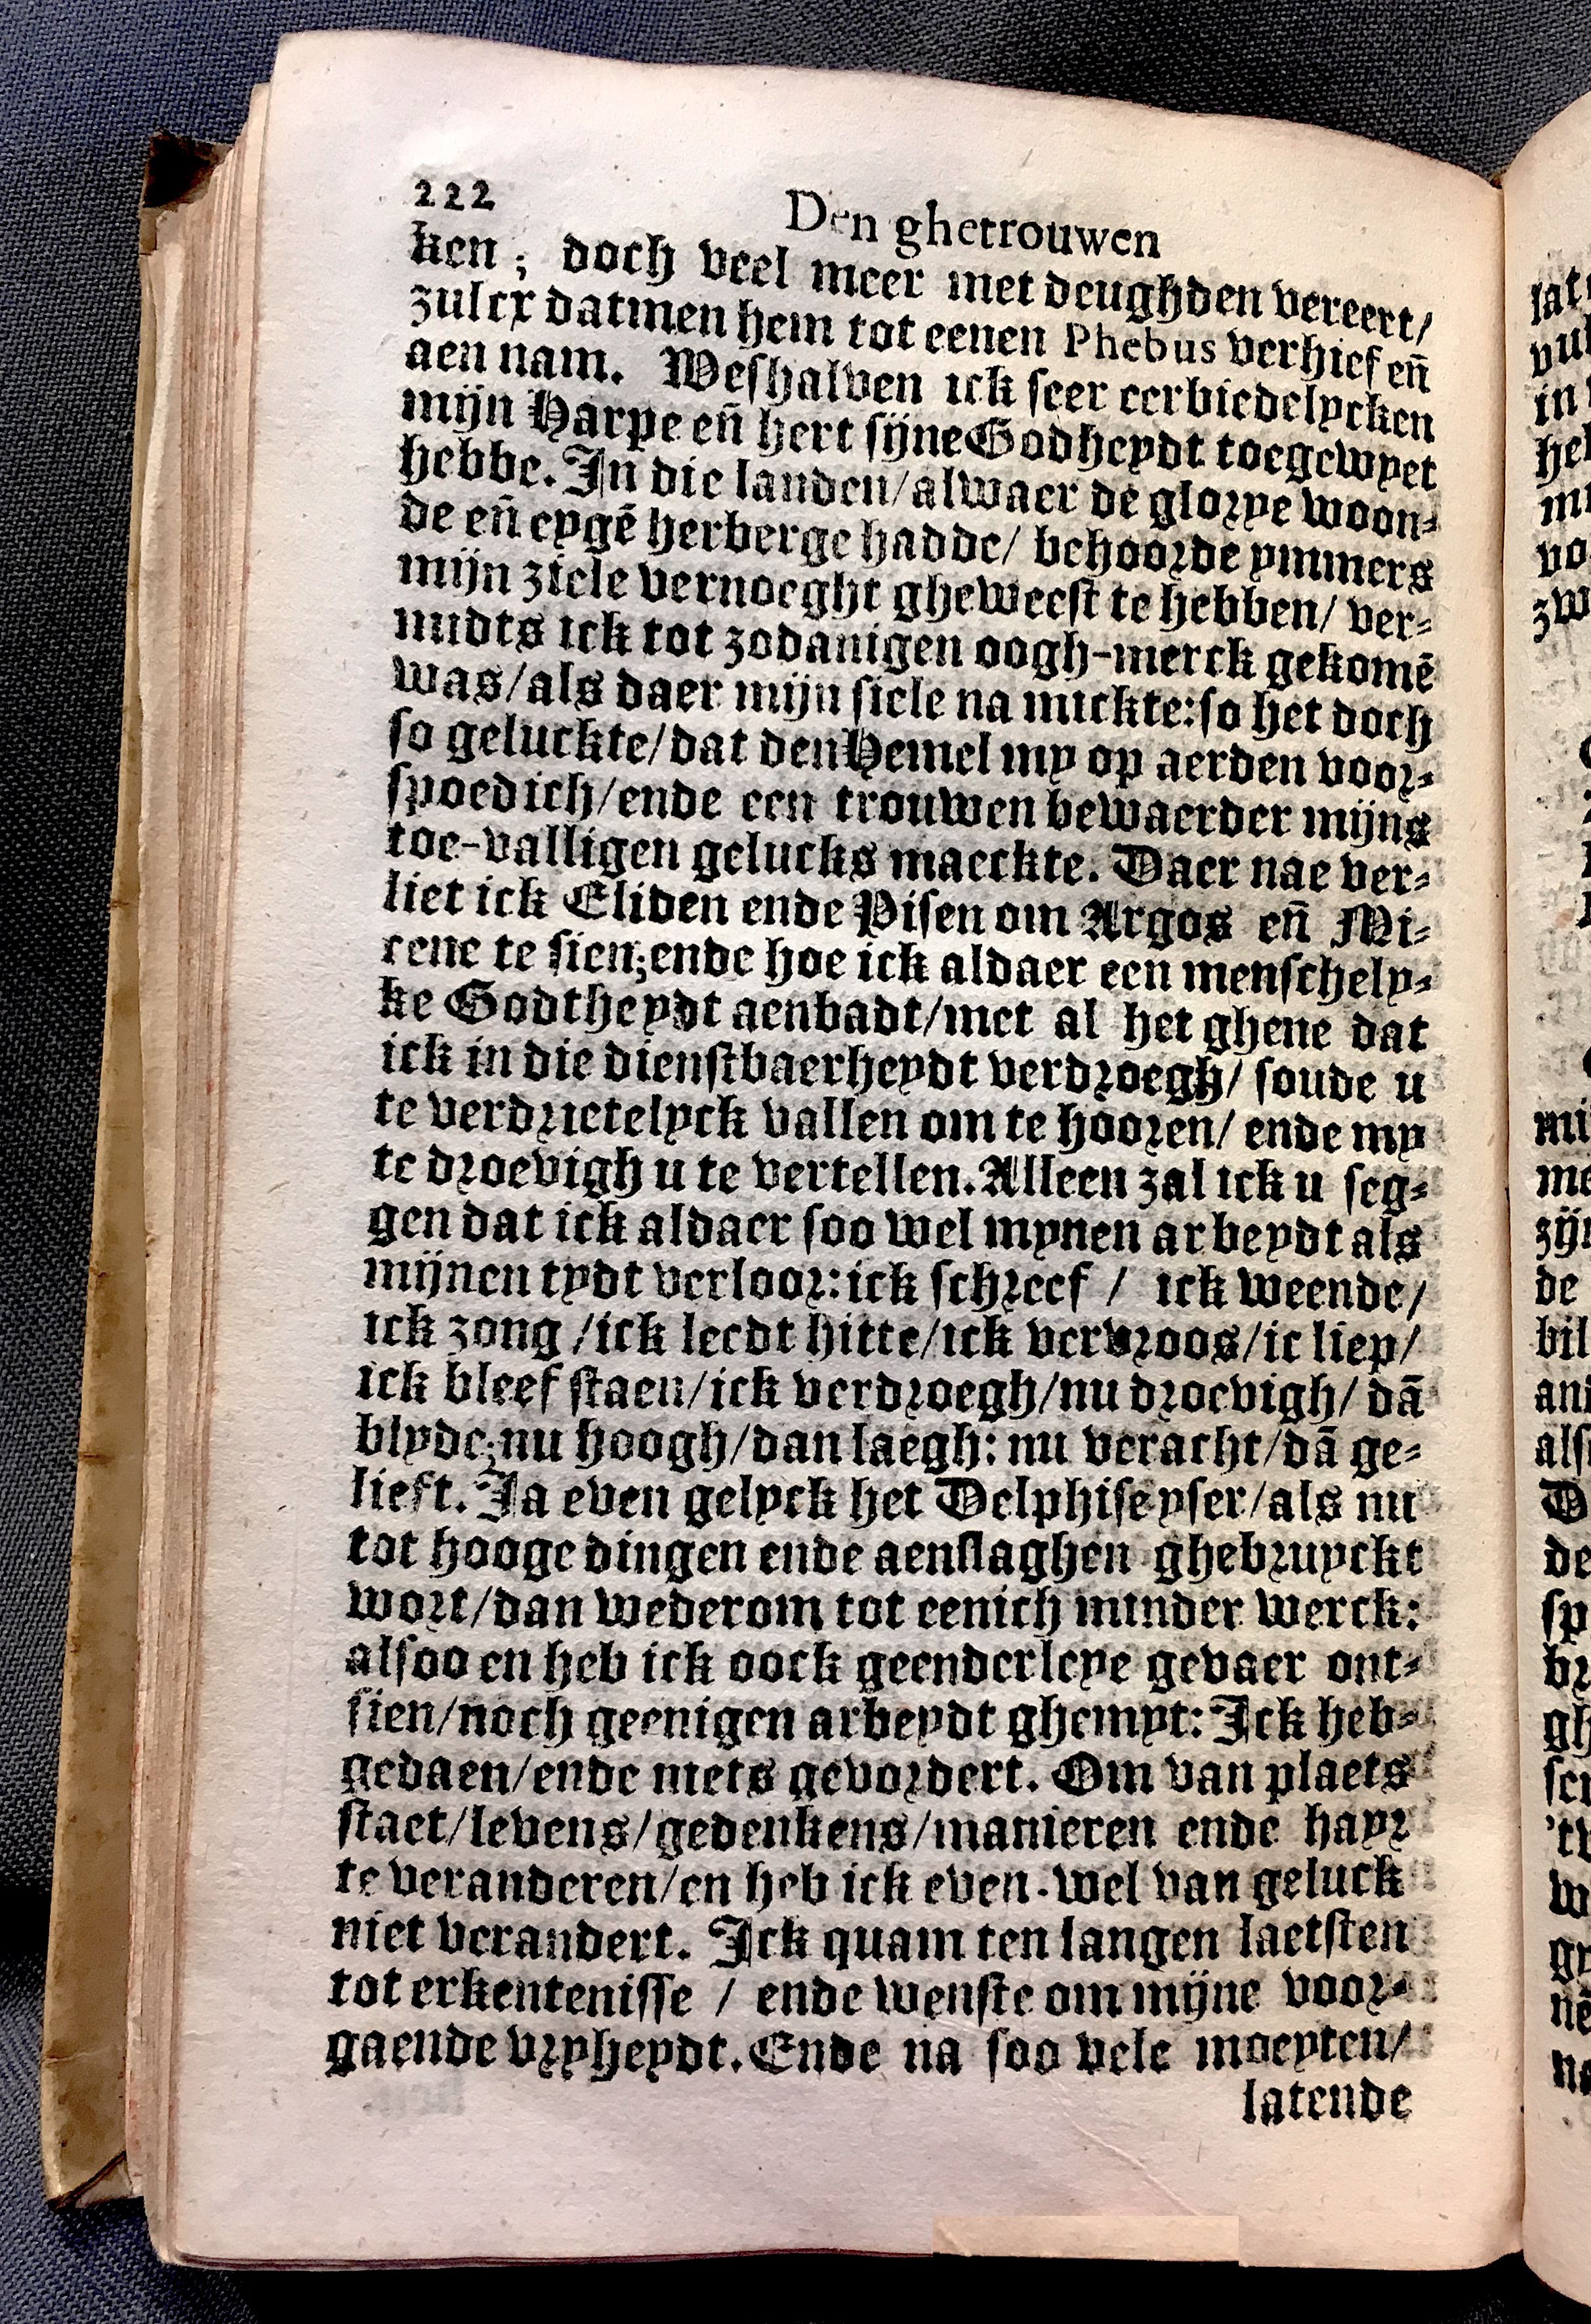 222
Den ghetrouwen
ken; doch veel meer met deughden vereert/
zulcx datmen hem tot eenen Phebus verhief eñ
aen nam. Weshalven ick seer eerbiedelycken
mijn Harpe eñ hert sijne Godheydt toegewyet
hebbe. In die landen/alwaer de glorye woon-
de eñ eygẽ herberge hadde/ behoorde ymmers
mijn ziele vernoeght gheweest te hebben/ ver-
midts ick tot zodanigen oogh-merck gekomẽ
was/als daer mijn siele na mickte: so het doch
so geluckte/dat den Hemel my op aerden voor-
spoedich/ende een trouwen bewaerder mijns
toe-valligen gelucks maeckte. Daer nae ver-
liet ick Eliden ende Pisen om Argos eñ Mi-
cene te sien; ende hoe ick aldaer een menschely-
ke Godtheydt aenbadt/met al het ghene dat
ick in die dienstbaerheydt verdroegh/ soude u
te verdrietelyck vallen om te hooren/ ende my
te droevigh u te vertellen. Alleen zal ick u seg-
gen dat ick aldaer soo wel mynen arbeydt als
mijnen tydt verloor: ick schreef / ick weende/
ick zong /ick leedt hitte/ick vervroos/ic liep/
ick bleef staen/ick verdroegh/nu droevigh/ dã
blyde; nu hoogh/dan laegh: nu veracht/dã ge-
lieft. Ja even gelyck het Delphise yser/als nu
tot hooge dingen ende aenslaghen ghebruyckt
wort/dan wederom tot eenich minder werck:
alsoo en heb ick oock geenderleye gevaer ont-
sien/noch geenigen arbeydt ghemyt: Ick heb-
gedaen/ende niets gevordert. Om van plaets
staet/levens/gedenkens/manieren ende hayr
te veranderen/en heb ick even-wel van geluck
niet verandert. Ick quam ten langen laetsten
tot erkentenisse / ende wenste om mijne voor-
gaende vryheydt. Ende na soo vele moeyten/
latende